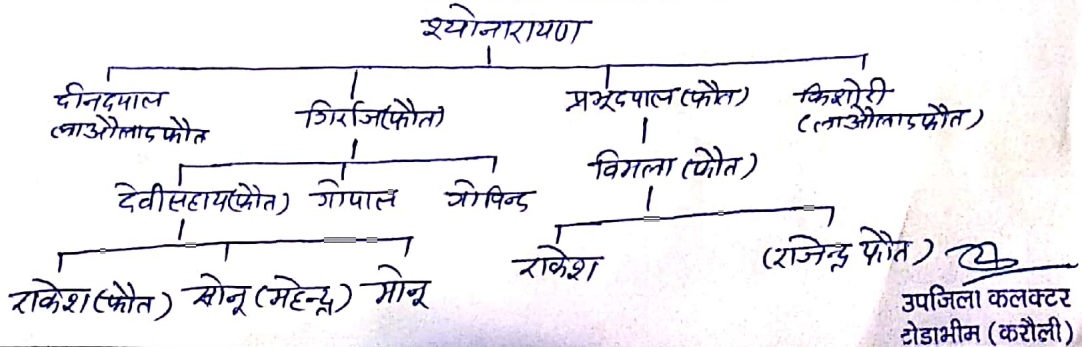 श्योनारायण
दीनदयाल गिर्राज(फौत) प्रभूदयाल(फौत) किशोरी
(लाऔलाद फौत (लाऔलाद फौत)
विमला (फौत)
देवीसहाय(फौत) गोपाल गोविन्द
राकेश (राजेन्द्र फौत)
राकेश(फौत) सोनू (महेन्द्र) मोनू
उपजिला कलक्टर
टोडाभीम (करौली)